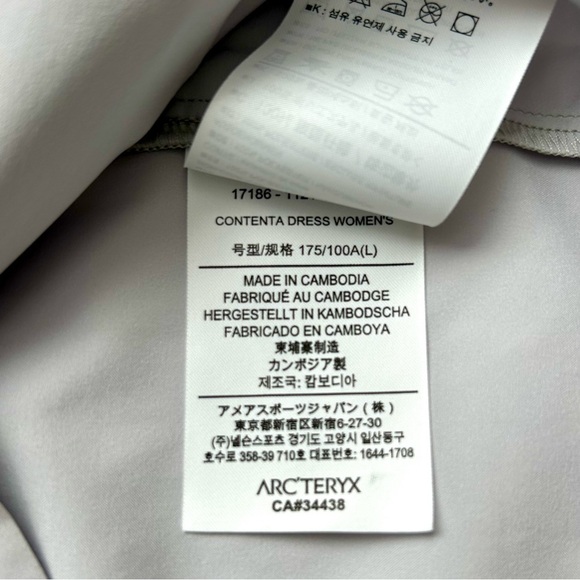 K : 섬유 유연제 사용 금지
17186 -
CONTENTA DRESS WOMEN'S
号型/规格 175/100A(L)
MADE IN CAMBODIA
FABRIQUÉ AU CAMBODGE
HERGESTELLT IN KAMBODSCHA
FABRICADO EN CAMBOYA
柬埔寨制造
カンボジア製
제조국: 캄보디아
アメアスポーツジャパン(株)
東京都新宿区新宿6-27-30
(주)넬슨스포츠 경기도 고양시 일산동구
호수로 358-39 710호 대표번호: 1644-1708
ARC'TERYX
CA#34438